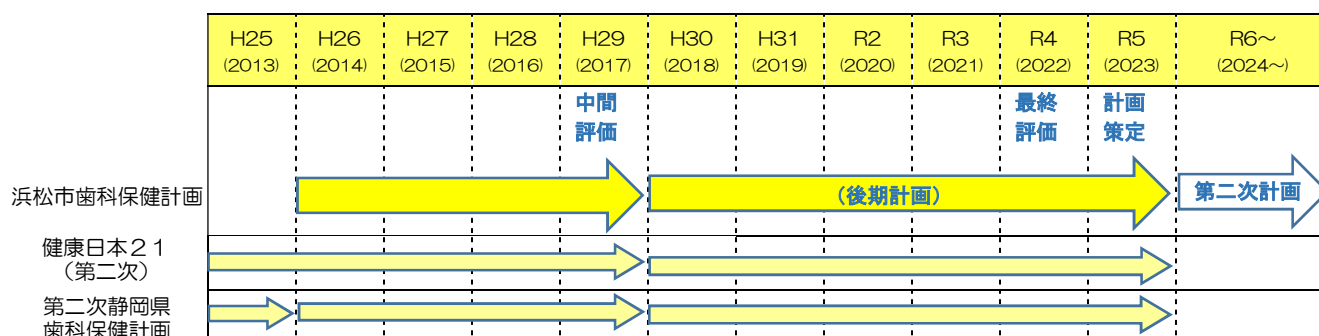 H25 H26 H27 H28 H29 H30 H31 R2 R3 R4 R5 R6～
(2013) (2014) (2015) (2016) (2017) (2018) (2019) (2020) (2021) (2022) (2023) (2024～)
中間 最終 計画
評価 評価 策定
浜松市歯科保健計画 (後期計画) 第二次計画
健康日本２１
（第二次）
第二次静岡県
歯科保健計画